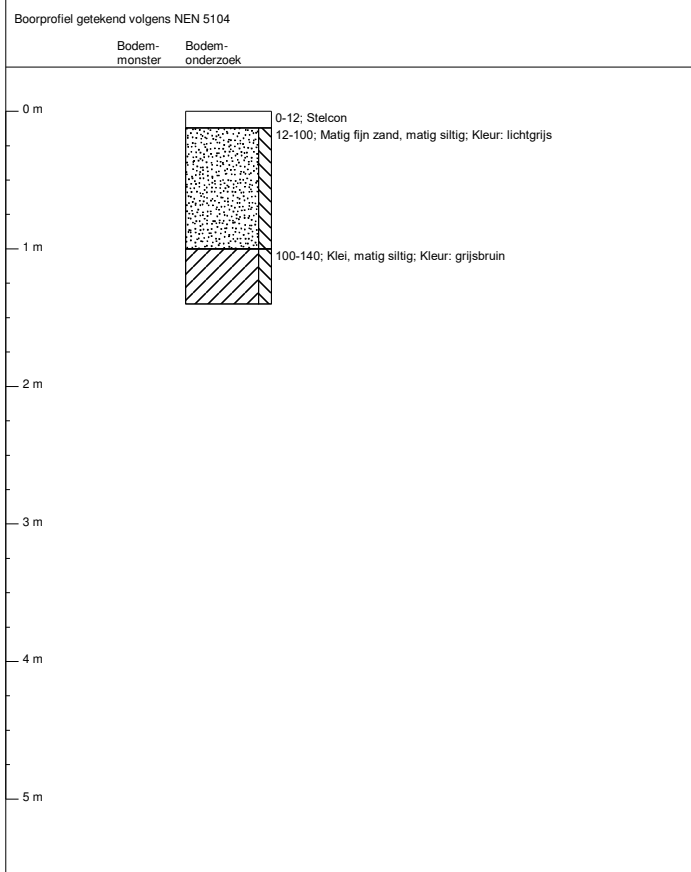 Boorprofiel getekend volgens NEN 5104
Bodem- Bodem-
monster onderzoek
0 m
0-12; Stelcon
12-100; Matig fijn zand, matig siltig; Kleur: lichtgrijs
1 m
100-140; Klei, matig siltig; Kleur: grijsbruin
2 m
3 m
4 m
5 m